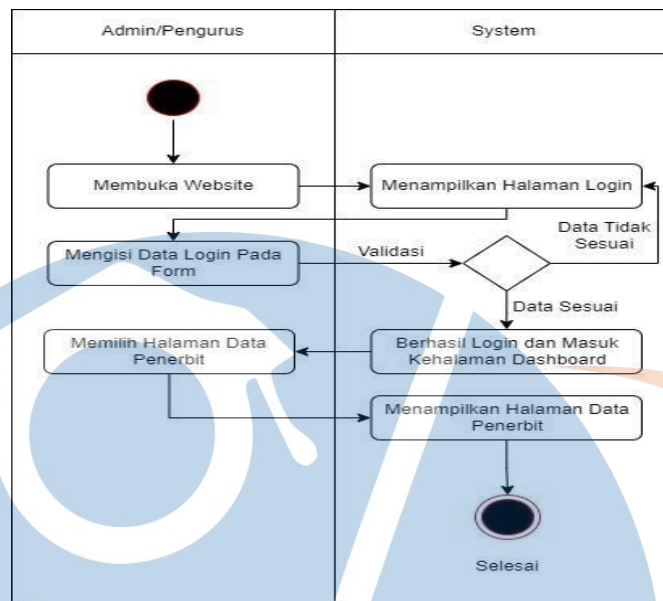 Admin/Pengurus
System
Membuka Website
Menampilkan Halaman Login
Data Tidak
Sesuai
Mengisi Data Login Pada
Form
Validasi
Data Sesuai
Memilih Halaman Data
Penerbit
Berhasil Login dan Masuk
Kehalaman Dashboard
Menampilkan Halaman Data
Penerbit
Selesai